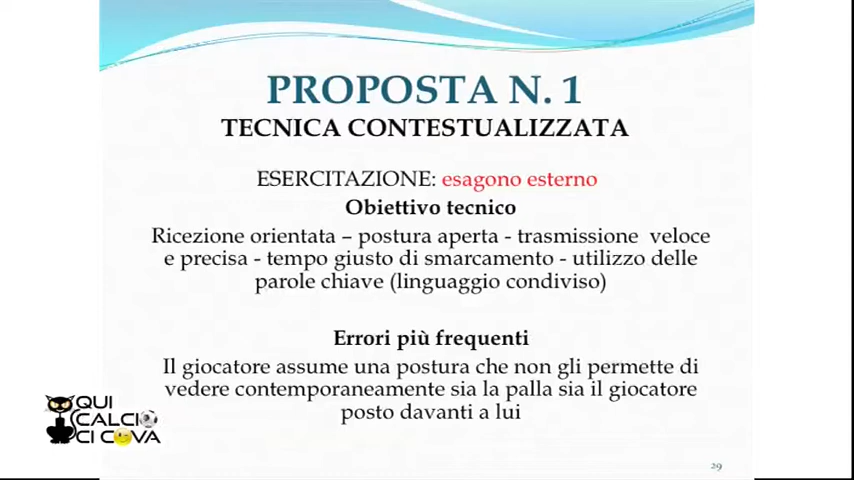 PROPOSTA N. 1
TECNICA CONTESTUALIZZATA
ESERCITAZIONE: esagono esterno
Obiettivo tecnico
Ricezione orientata – postura aperta - trasmissione veloce
e precisa - tempo giusto di smarcamento - utilizzo delle
parole chiave (linguaggio condiviso)
Errori più frequenti
Il giocatore assume una postura che non gli permette di
vedere contemporaneamente sia la palla sia il giocatore
posto davanti a lui
QUI
CALCIO
CI COVA
29